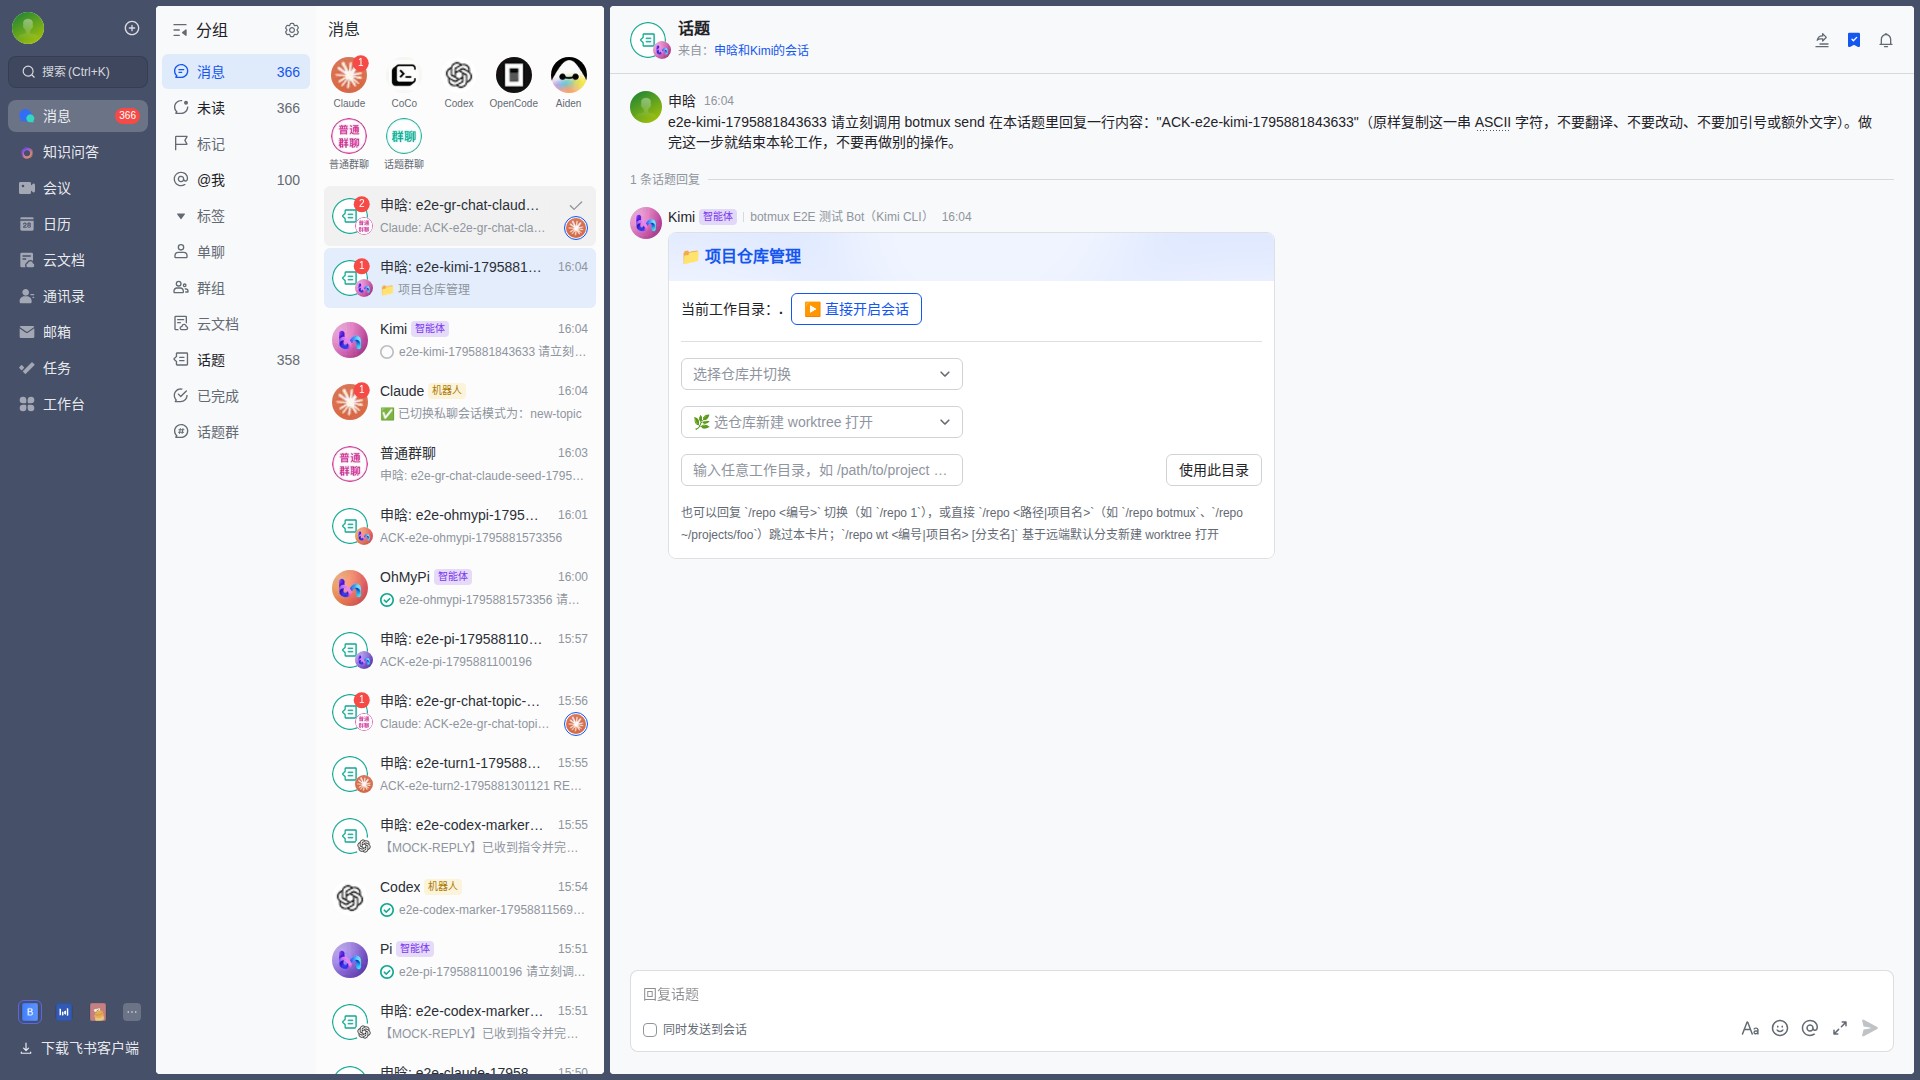 搜索 (Ctrl+K)
消息
366
知识问答
会议
日历
云文档
通讯录
邮箱
任务
工作台
下载飞书客户端
分组
消息 366
未读 366
标记
@我 100
标签
单聊
群组
云文档
话题 358
已完成
话题群
消息
1
Claude
CoCo
Codex
OpenCode
Aiden
普通群聊
普通群聊
群聊
话题群聊
2
申晗: e2e-gr-chat-claud…
Claude: ACK-e2e-gr-chat-cla…
1
申晗: e2e-kimi-1795881… 16:04
📁 项目仓库管理
Kimi 智能体 16:04
e2e-kimi-1795881843633 请立刻…
1
Claude 机器人 16:04
✅ 已切换私聊会话模式为：new-topic
普通群聊
普通群聊 16:03
申晗: e2e-gr-chat-claude-seed-1795…
申晗: e2e-ohmypi-1795… 16:01
ACK-e2e-ohmypi-1795881573356
OhMyPi 智能体 16:00
e2e-ohmypi-1795881573356 请…
申晗: e2e-pi-179588110… 15:57
ACK-e2e-pi-1795881100196
1
申晗: e2e-gr-chat-topic-… 15:56
Claude: ACK-e2e-gr-chat-topi…
申晗: e2e-turn1-179588… 15:55
ACK-e2e-turn2-1795881301121 RE…
申晗: e2e-codex-marker… 15:55
【MOCK-REPLY】已收到指令并完…
Codex 机器人 15:54
e2e-codex-marker-17958811569…
Pi 智能体 15:51
e2e-pi-1795881100196 请立刻调…
申晗: e2e-codex-marker… 15:51
【MOCK-REPLY】已收到指令并完…
申晗: e2e-claude-17958… 15:50
话题
来自：申晗和Kimi的会话
申晗 16:04
e2e-kimi-1795881843633 请立刻调用 botmux send 在本话题里回复一行内容："ACK-e2e-kimi-1795881843633"（原样复制这一串 ASCII 字符，不要翻译、不要改动、不要加引号或额外文字）。做
完这一步就结束本轮工作，不要再做别的操作。
1 条话题回复
Kimi 智能体 botmux E2E 测试 Bot（Kimi CLI） 16:04
📁 项目仓库管理
当前工作目录：. ▶️ 直接开启会话
选择仓库并切换
🌿 选仓库新建 worktree 打开
输入任意工作目录，如 /path/to/project … 使用此目录
也可以回复 `/repo <编号>` 切换（如 `/repo 1`），或直接 `/repo <路径|项目名>`（如 `/repo botmux`、`/repo
~/projects/foo`）跳过本卡片；`/repo wt <编号|项目名> [分支名]` 基于远端默认分支新建 worktree 打开
回复话题
同时发送到会话